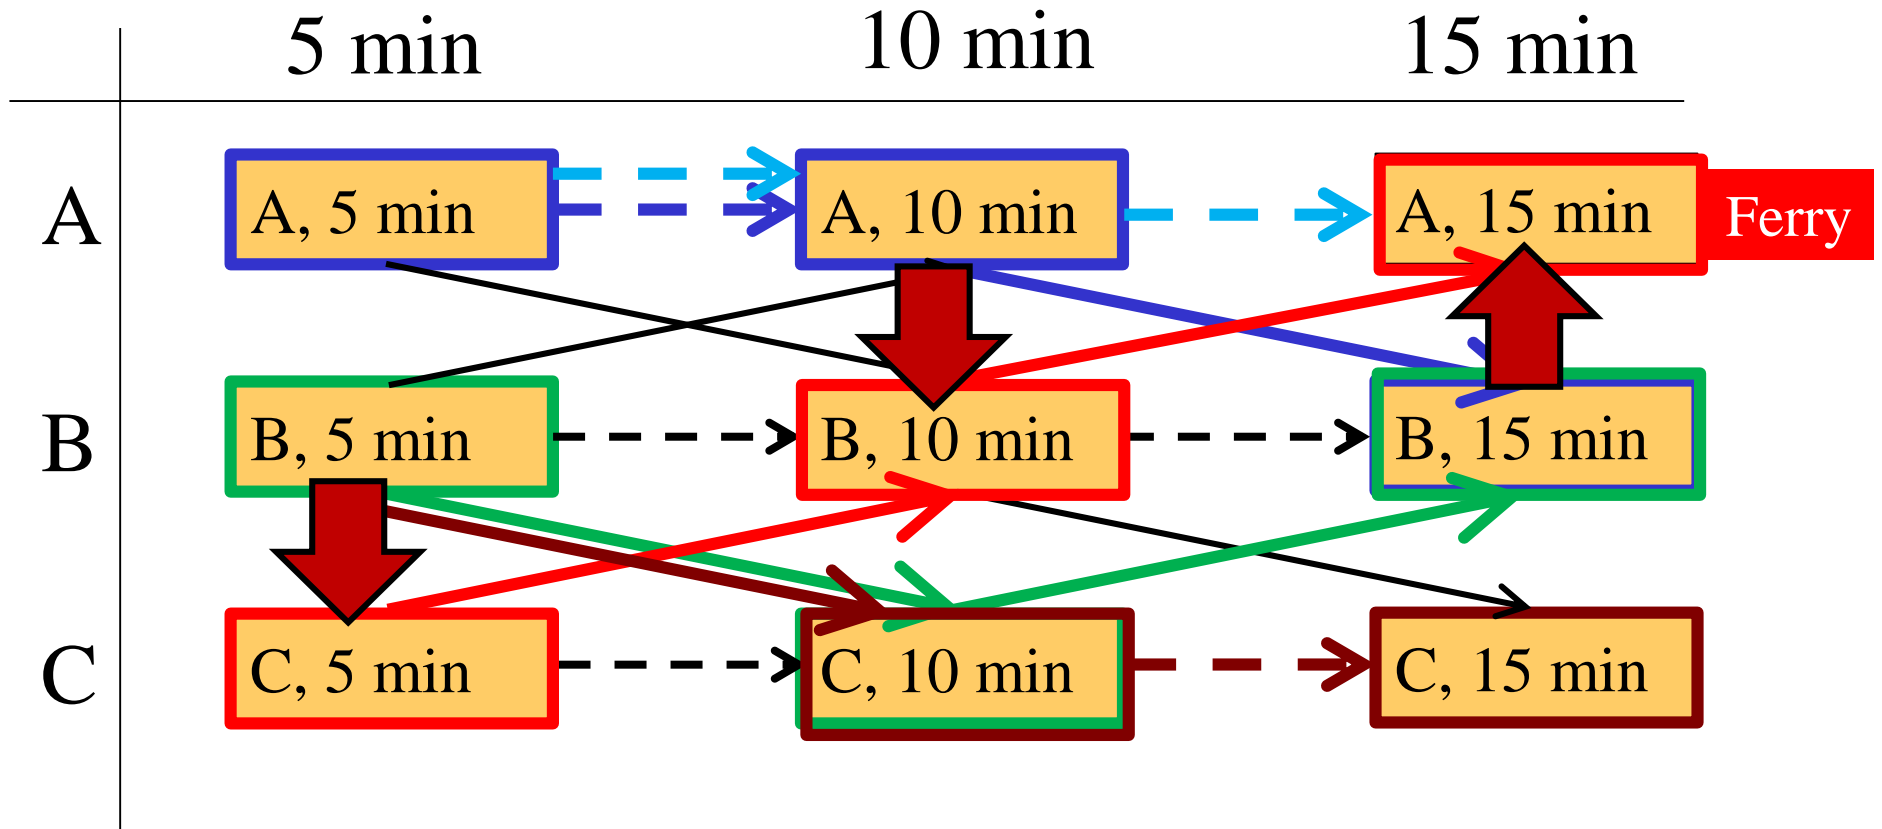 5 min
10 min
15 min
A
A, 5 min
A, 10 min
A, 15 min
Ferry
B
B, 5 min
B, 10 min
B, 15 min
C
C, 5 min
C, 10 min
C, 15 min